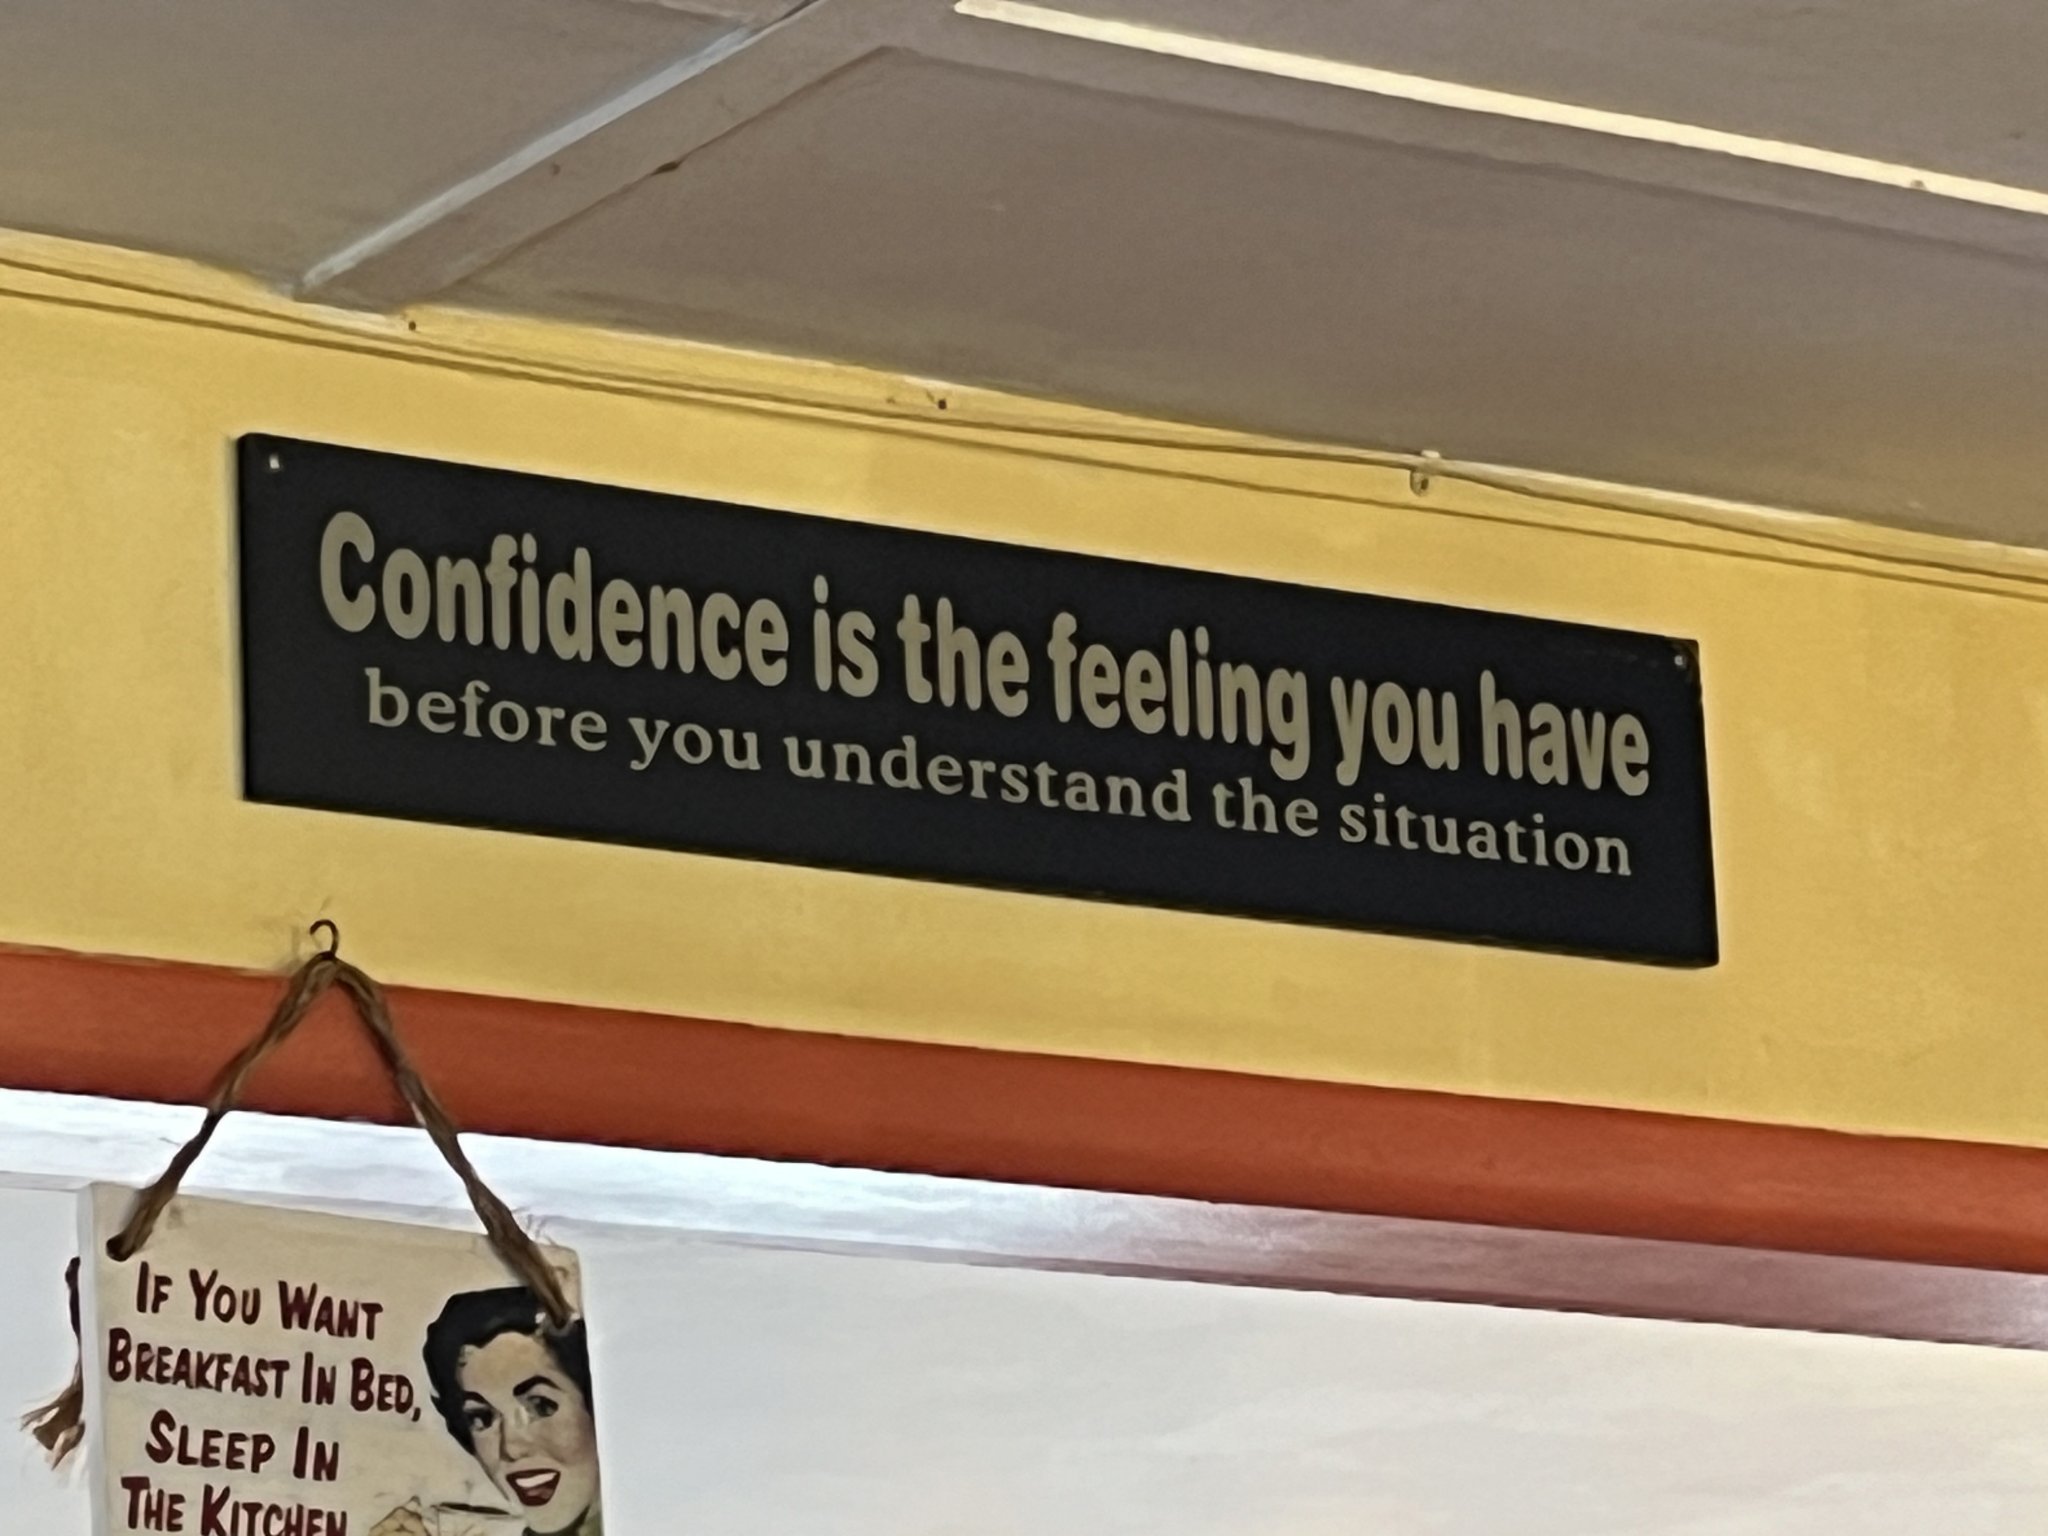 Confidence is the feeling you have
before you understand the situation
IF YOU WANT
BREAKFAST IN BED,
SLEEP IN
THE KITCHEN